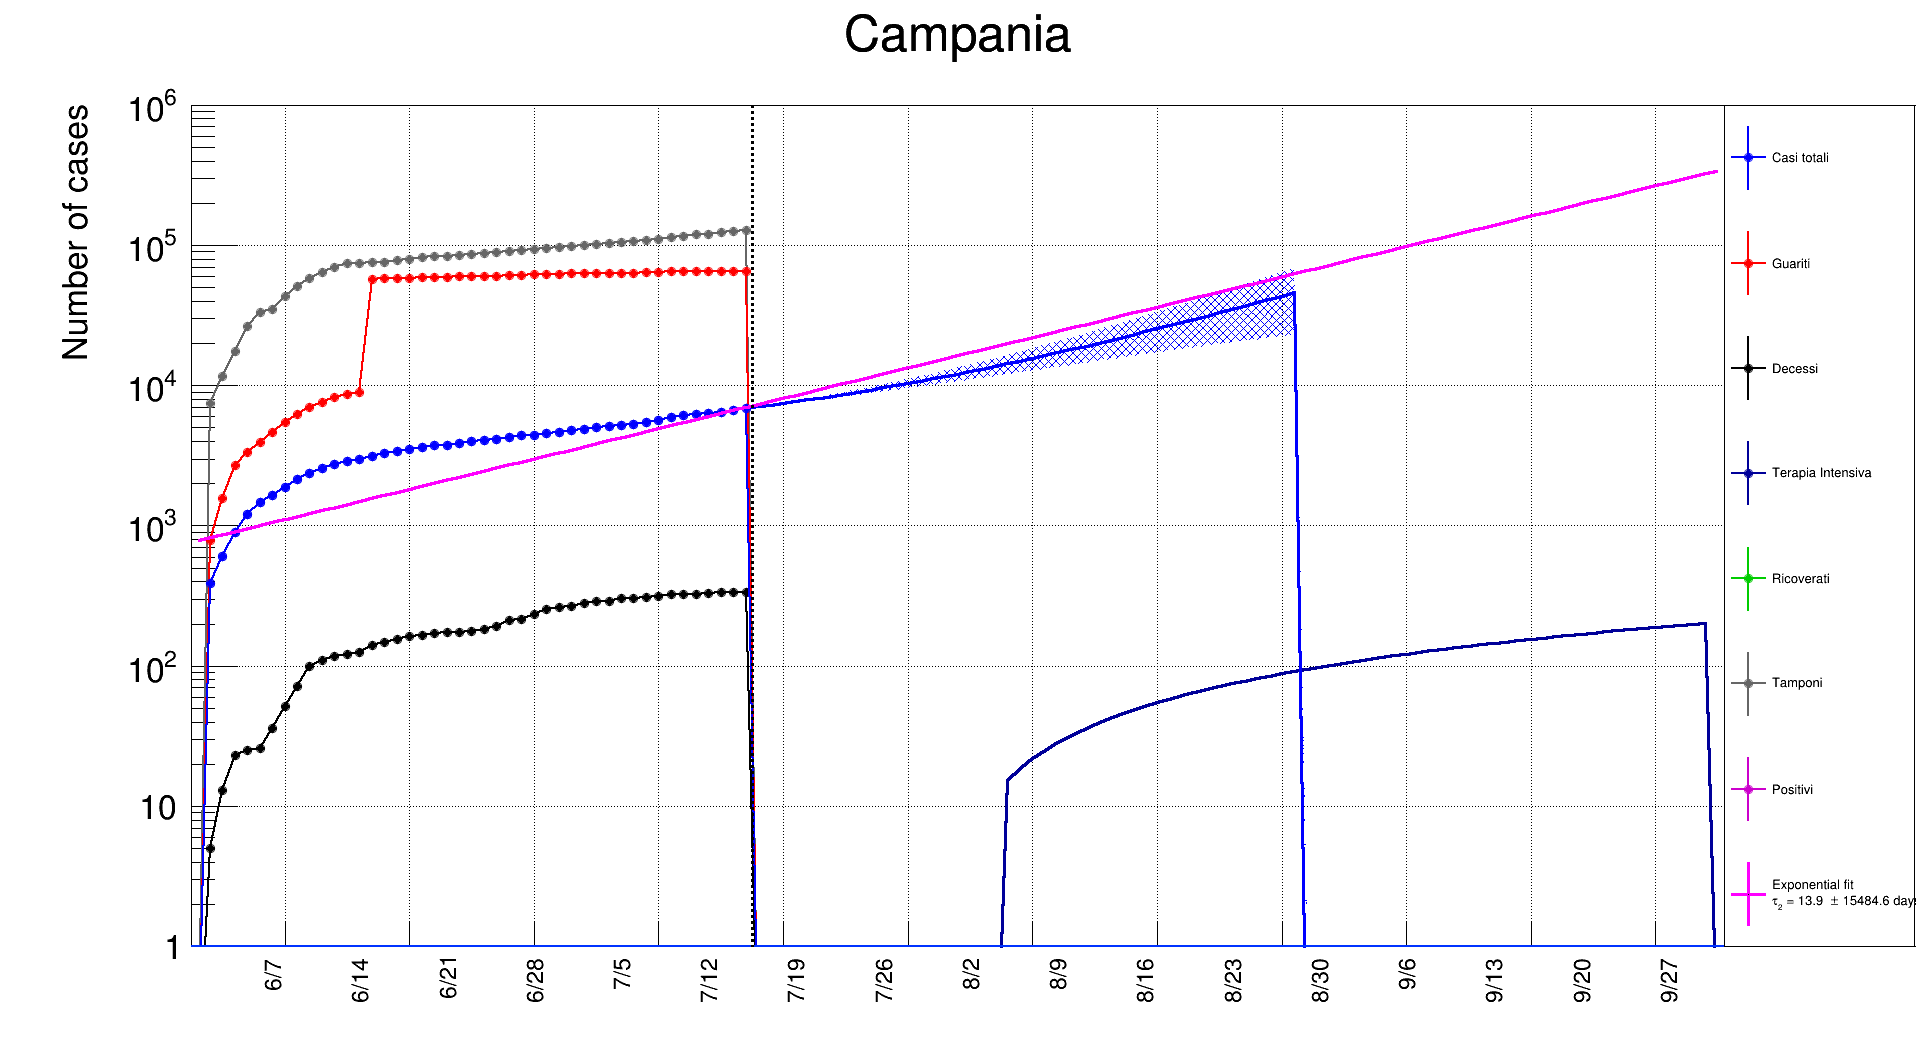 Campania
Number of cases
10^6
10^5
10^4
10^3
10^2
10
1
6/7
6/14
6/21
6/28
7/5
7/12
7/19
7/26
8/2
8/9
8/16
8/23
8/30
9/6
9/13
9/20
9/27
Casi totali
Guariti
Decessi
Terapia Intensiva
Ricoverati
Tamponi
Positivi
Exponential fit
τ_2 = 13.9 ± 15484.6 day